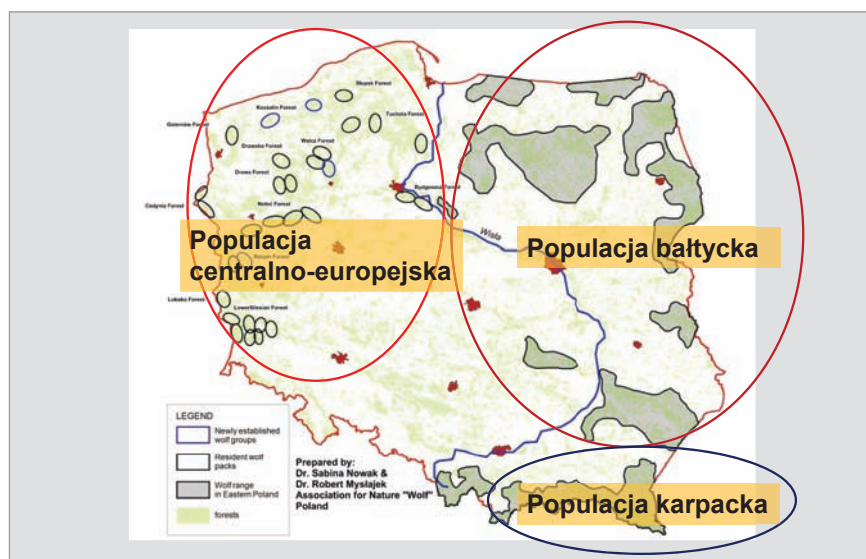 Słupsk Forest
Koszalin Forest
Goleniów Forest
Tuchola Forest
Drawsko Forest
Wałcz Forest
Drawa Forest
Bydgoszcz Forest
Cedynia Forest
Noteć Forest
Wisła
Populacja
centralno-europejska
Populacja bałtycka
Rzepin Forest
Lubsko Forest
LowerSilesian Forest
LEGEND
Newly established
wolf groups
Resident wolf
packs
Wolf range
in Eastern Poland
forests
Prepared by:
Dr. Sabina Nowak &
Dr. Robert Mysłajek
Association for Nature "Wolf"
Poland
Populacja karpacka